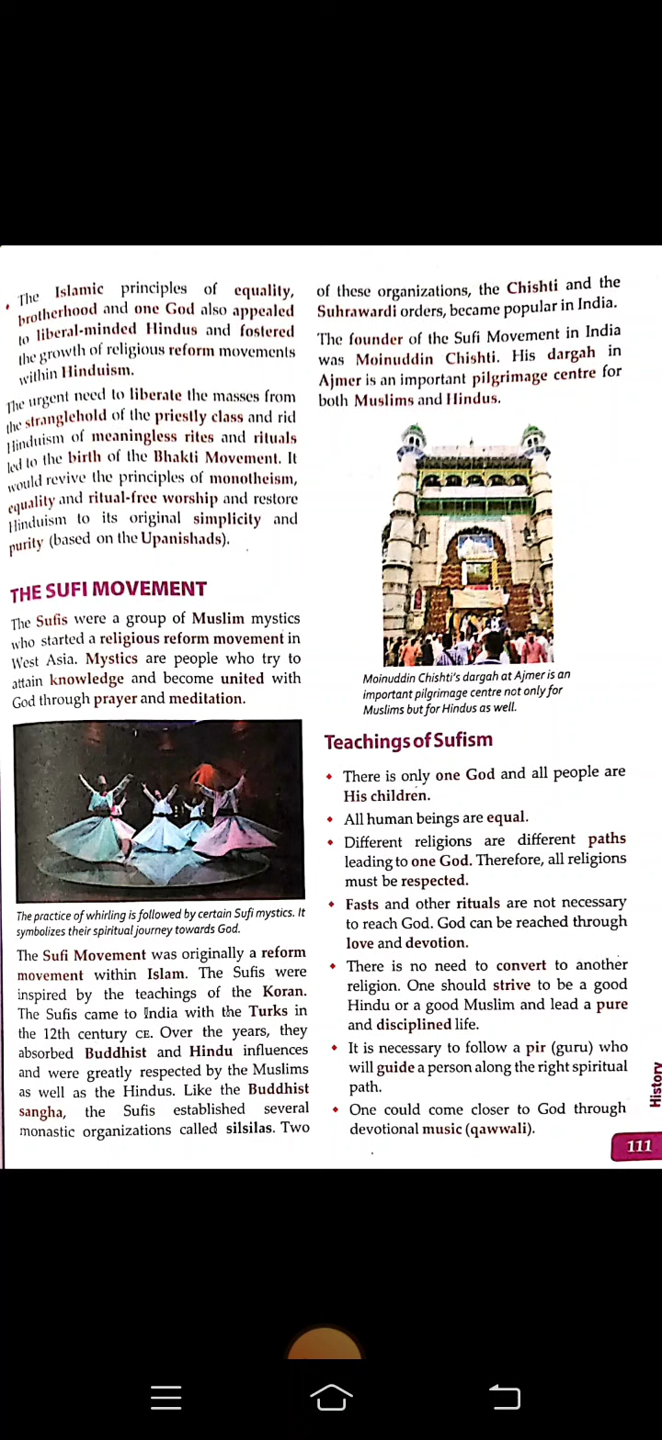 • The Islamic principles of equality,
brotherhood and one God also appealed
to liberal-minded Hindus and fostered
the growth of religious reform movements
within Hinduism.
The urgent need to liberate the masses from
the stranglehold of the priestly class and rid
Hinduism of meaningless rites and rituals
led to the birth of the Bhakti Movement. It
would revive the principles of monotheism,
equality and ritual-free worship and restore
Hinduism to its original simplicity and
purity (based on the Upanishads).
THE SUFI MOVEMENT
The Sufis were a group of Muslim mystics
who started a religious reform movement in
West Asia. Mystics are people who try to
attain knowledge and become united with
God through prayer and meditation.
The practice of whirling is followed by certain Sufi mystics. It
symbolizes their spiritual journey towards God.
The Sufi Movement was originally a reform
movement within Islam. The Sufis were
inspired by the teachings of the Koran.
The Sufis came to India with the Turks in
the 12th century CE. Over the years, they
absorbed Buddhist and Hindu influences
and were greatly respected by the Muslims
as well as the Hindus. Like the Buddhist
sangha, the Sufis established several
monastic organizations called silsilas. Two
of these organizations, the Chishti and the
Suhrawardi orders, became popular in India.
The founder of the Sufi Movement in India
was Moinuddin Chishti. His dargah in
Ajmer is an important pilgrimage centre for
both Muslims and Hindus.
Moinuddin Chishti's dargah at Ajmer is an
important pilgrimage centre not only for
Muslims but for Hindus as well.
Teachings of Sufism
• There is only one God and all people are
His children.
• All human beings are equal.
• Different religions are different paths
leading to one God. Therefore, all religions
must be respected.
• Fasts and other rituals are not necessary
to reach God. God can be reached through
love and devotion.
• There is no need to convert to another
religion. One should strive to be a good
Hindu or a good Muslim and lead a pure
and disciplined life.
• It is necessary to follow a pir (guru) who
will guide a person along the right spiritual
path.
• One could come closer to God through
devotional music (qawwali).
History
111